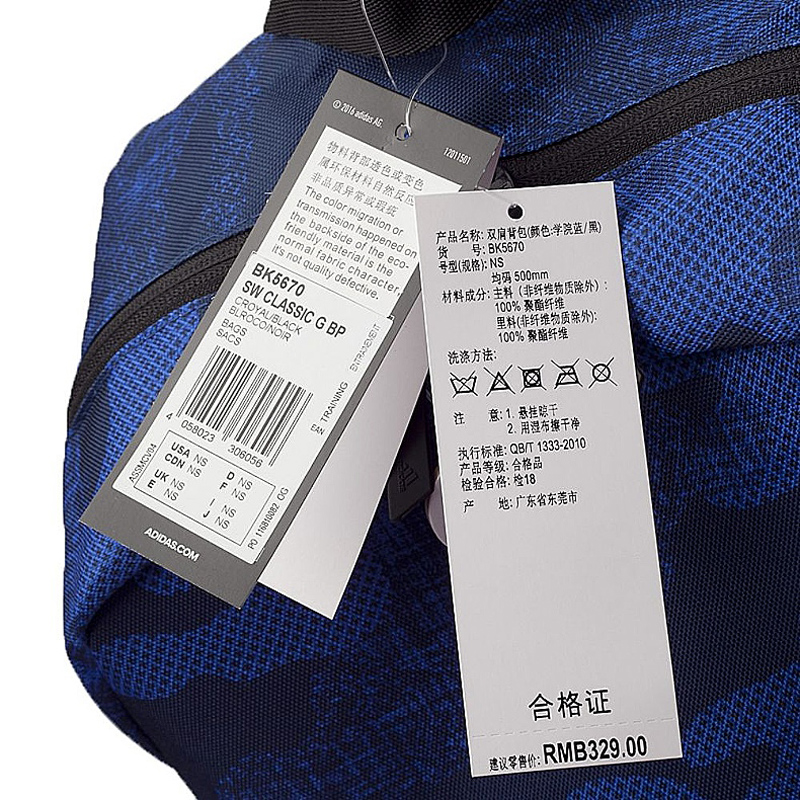 © 2016 adidas AG.
12011501
物料背部透色或变色
属环保材料自然反应
非品质异常或瑕疵
The color migration or
transmission happened on
the backside of the eco-
friendly material is the
normal fabric character,
it's not quality defective.
BK5670
SW CLASSIC G BP
CROYAL/BLACK
BLROCO/NOIR
BAGS
SACS
EAN TRAINING ENTRAINEMENT
4 058023 306056
ASSMCV04
USA NS D NS
CDN NS F NS
UK NS I NS
E NS J NS
PO 116810082 OG
ADIDAS.COM
产品名称: 双肩背包(颜色:学院蓝/黑)
货 号: BK5670
号型(规格): NS
均码 500mm
材料成分: 主料 (非纤维物质除外):
100% 聚酯纤维
里料(非纤维物质除外):
100% 聚酯纤维
洗涤方法:
注 意: 1. 悬挂晾干
2. 用湿布擦干净
执行标准: QB/T 1333-2010
产品等级: 合格品
检验合格: 检18
产 地: 广东省东莞市
合格证
建议零售价: RMB329.00